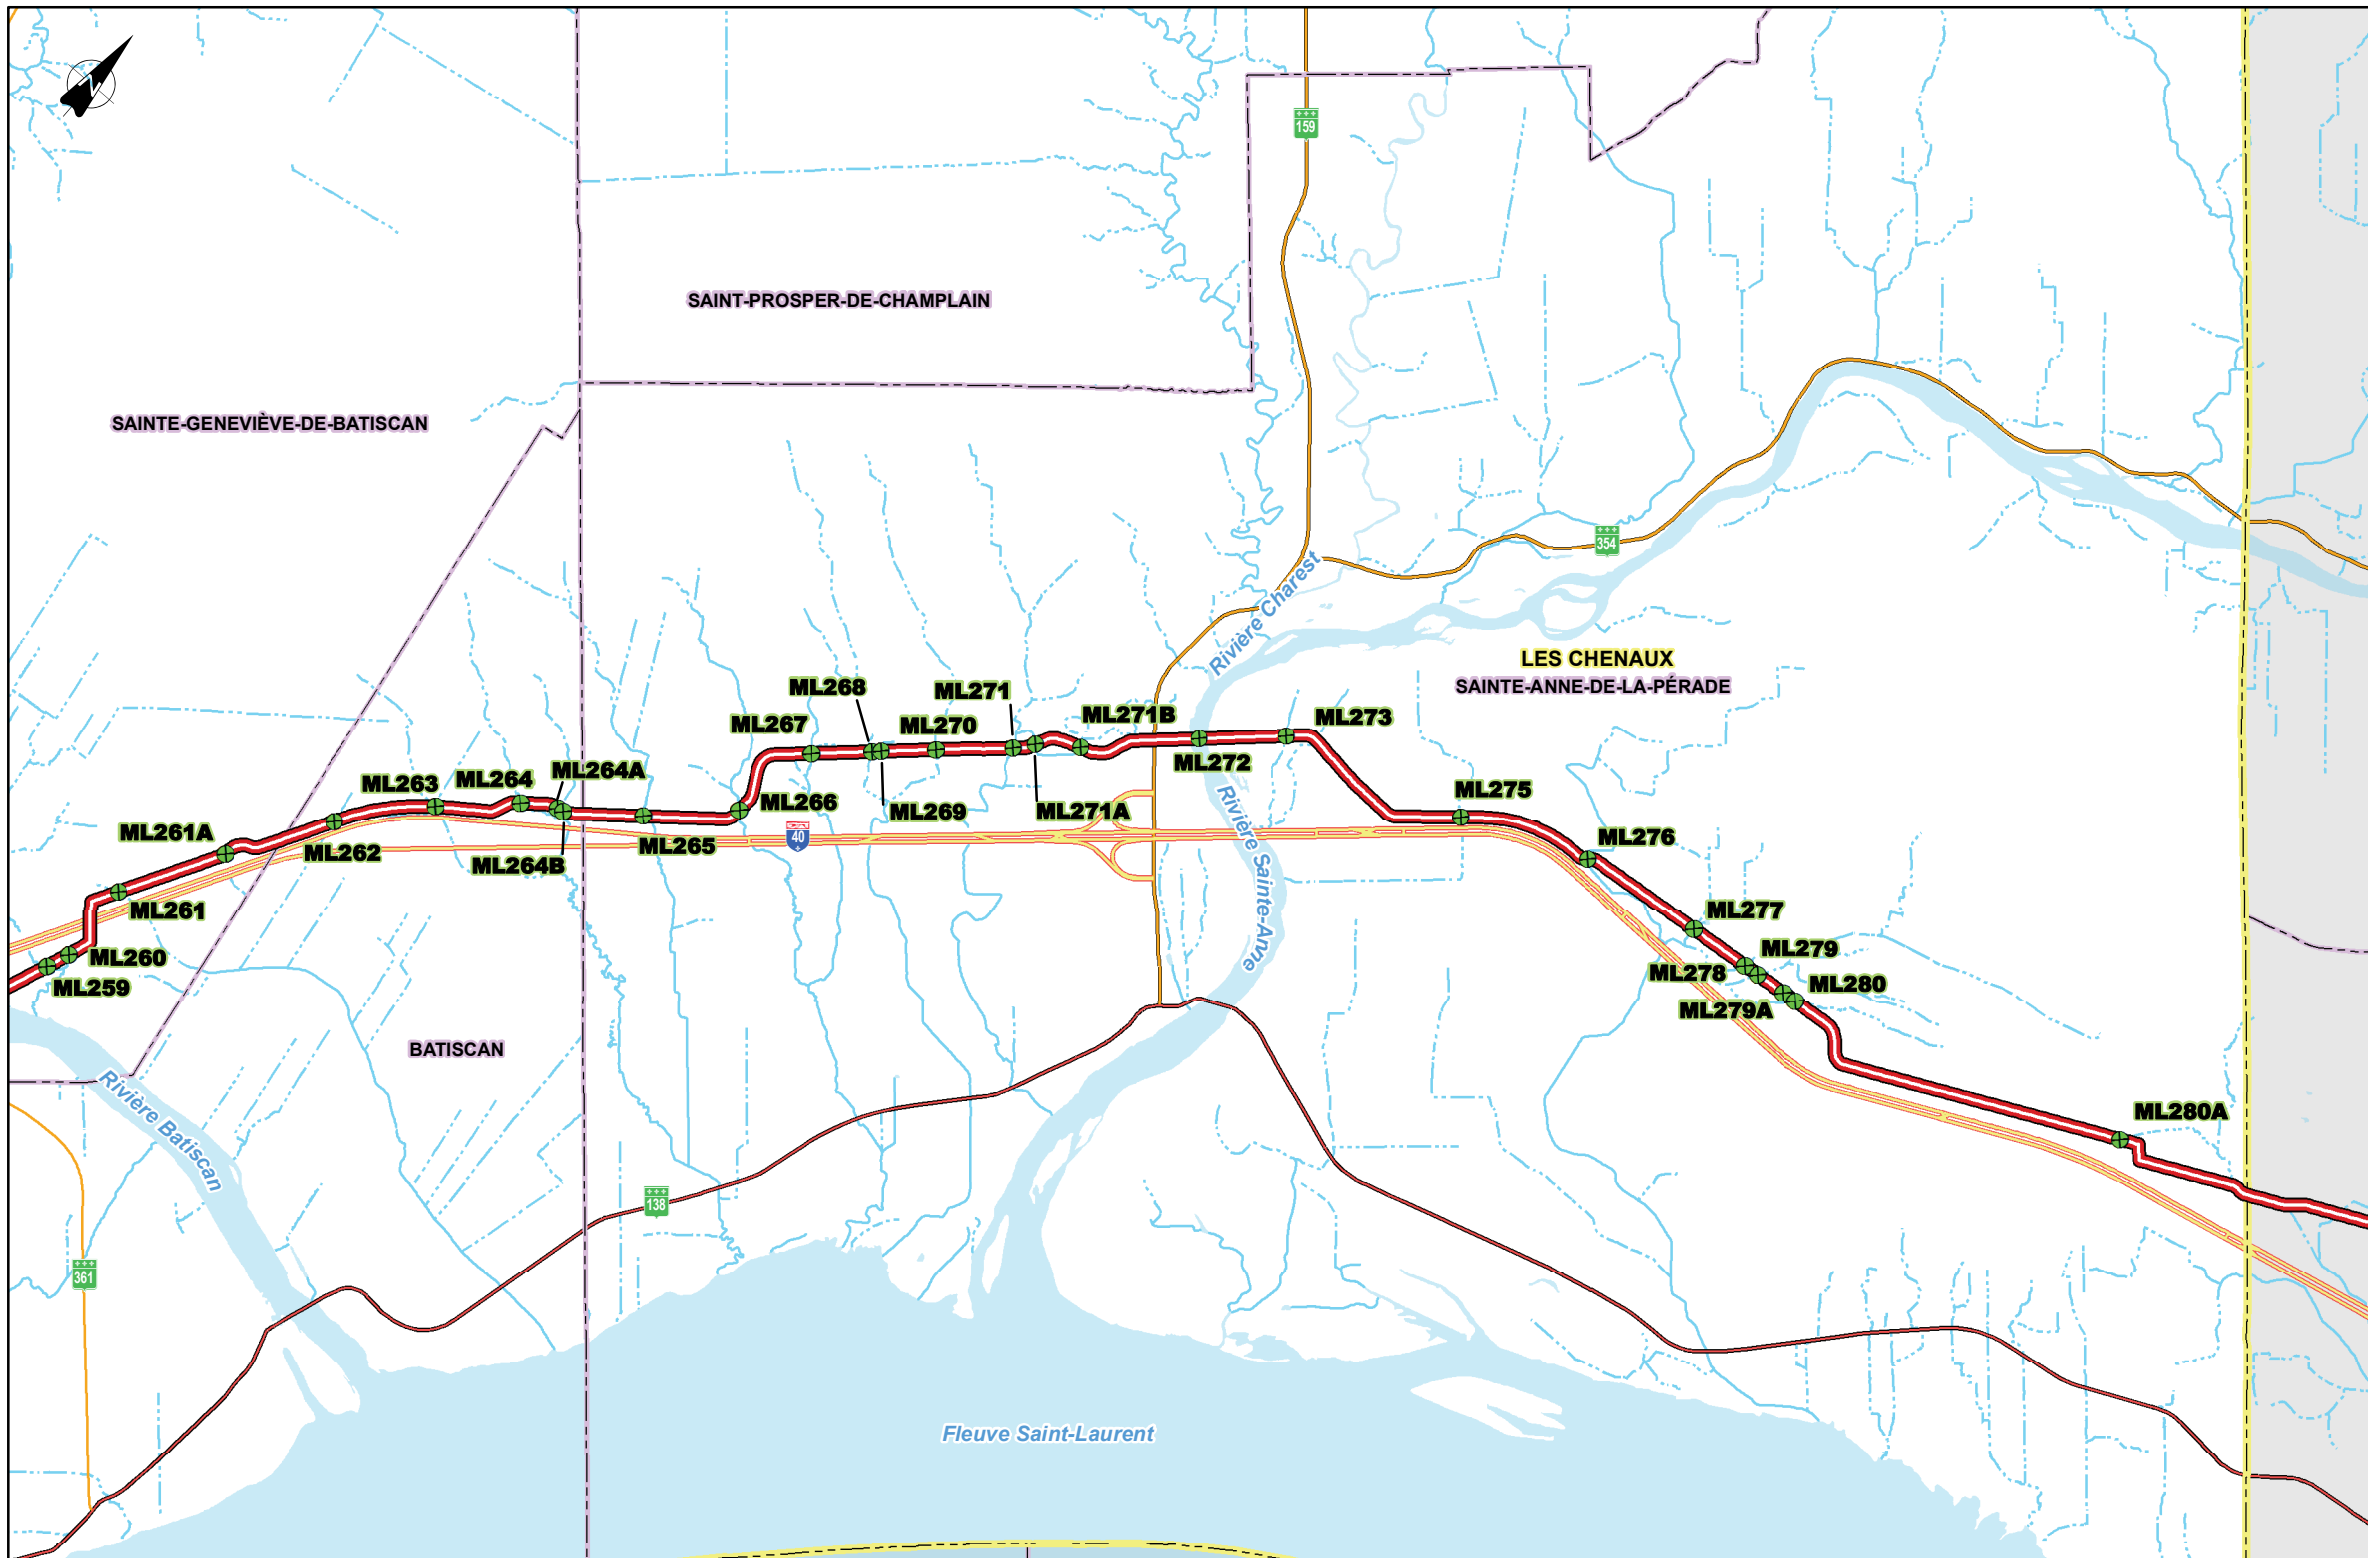 N
159
SAINT-PROSPER-DE-CHAMPLAIN
SAINTE-GENEVIÈVE-DE-BATISCAN
354
Rivière Charest
LES CHENAUX
SAINTE-ANNE-DE-LA-PÉRADE
ML268
ML271
ML267
ML270
ML271B
ML273
ML272
ML263
ML264
ML264A
ML266
ML269
ML271A
ML275
ML261A
ML262
ML264B
ML265
40
Rivière Sainte-Anne
ML276
ML261
ML277
ML260
ML259
ML279
ML278
ML280
ML279A
BATISCAN
Rivière Batiscan
ML280A
138
361
Fleuve Saint-Laurent